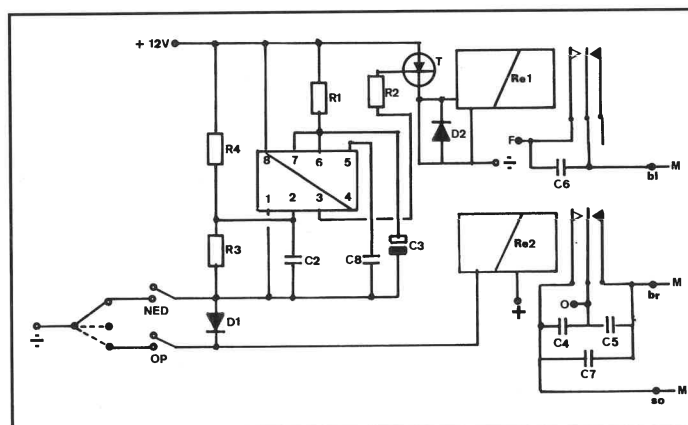 + 12V
T
R1
R2
Re1
R4
D2
8 7 6 5
F
C6
M
bl
1 2 3 4
R3
C2
C8
C3
Re2
M
br
O
C4
C5
NED
D1
+
OP
C7
M
so